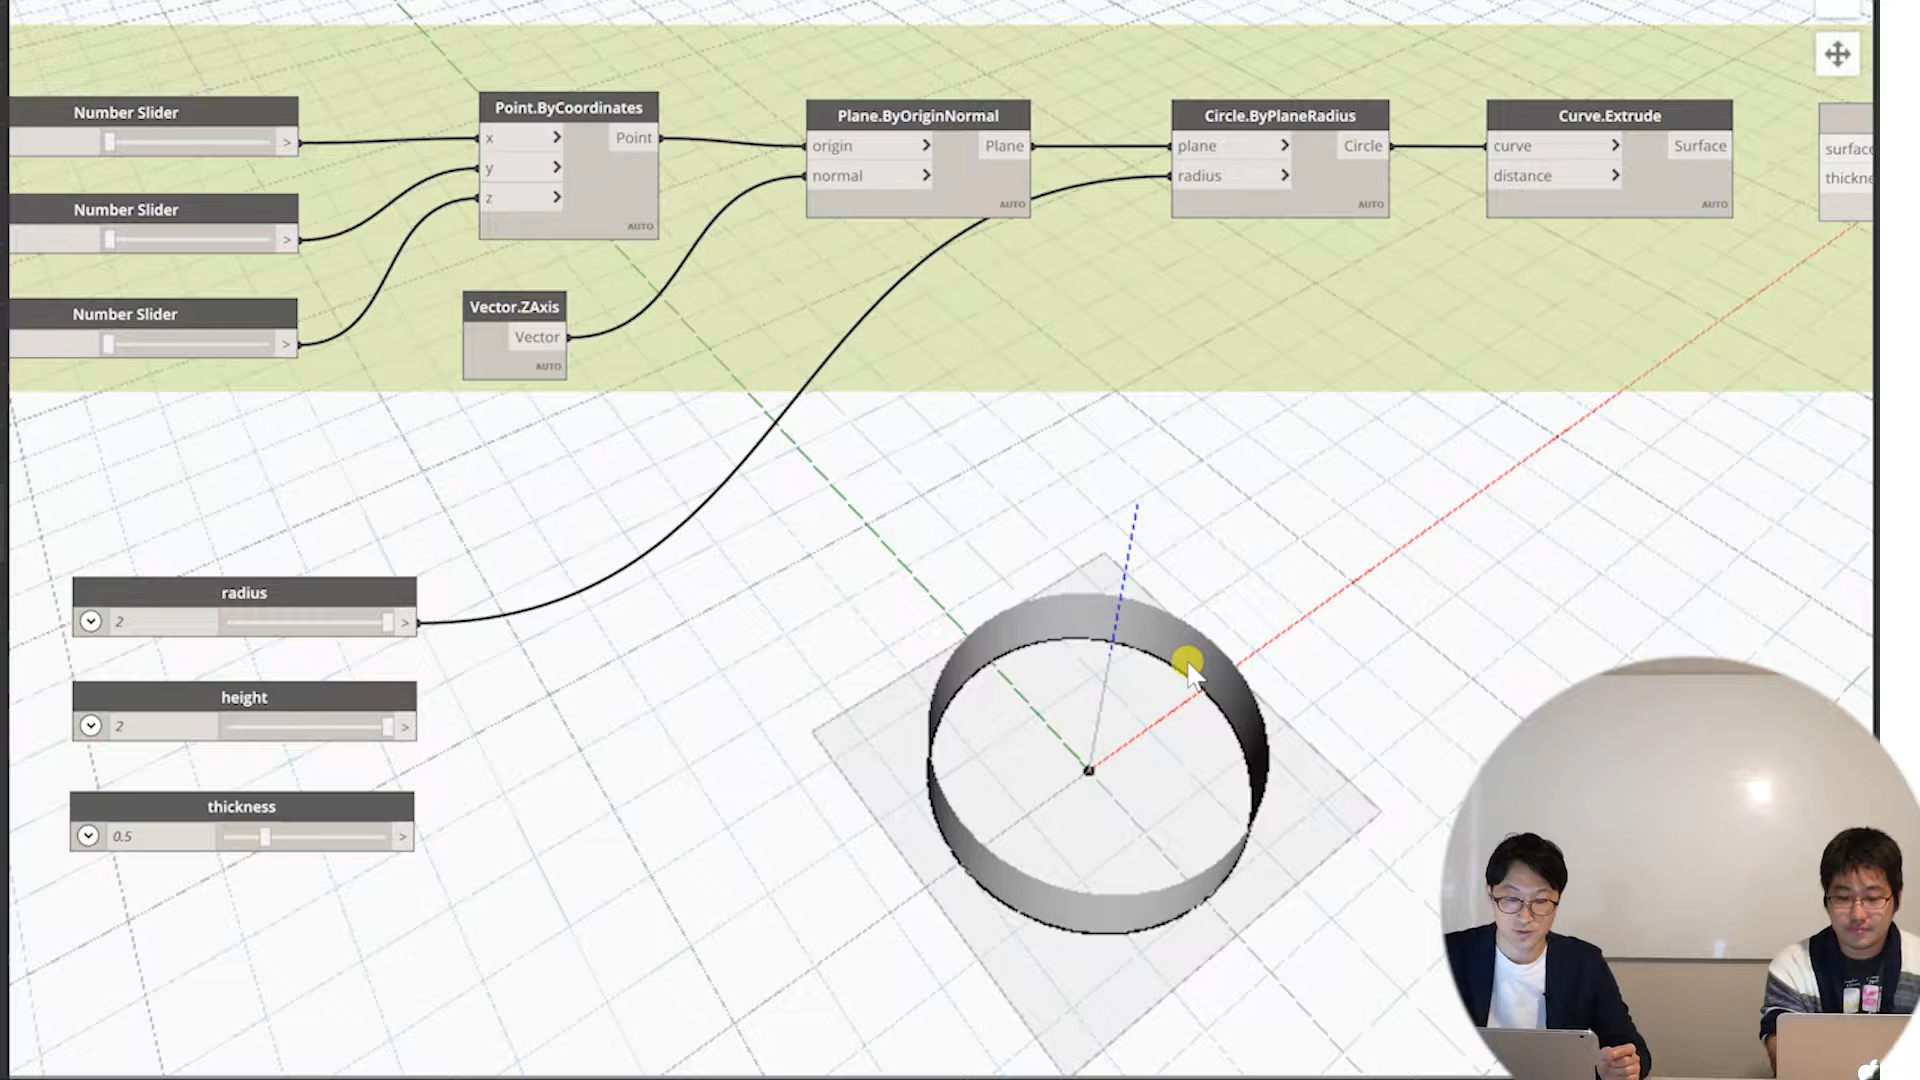 Number Slider
>
Number Slider
>
Number Slider
>
Point.ByCoordinates
x > Point
y >
z >
AUTO
Vector.ZAxis
Vector
AUTO
Plane.ByOriginNormal
origin > Plane
normal >
AUTO
Circle.ByPlaneRadius
plane > Circle
radius >
AUTO
Curve.Extrude
curve > Surface
distance >
AUTO
surface
radius
2 >
height
2 >
thickness
0.5 >